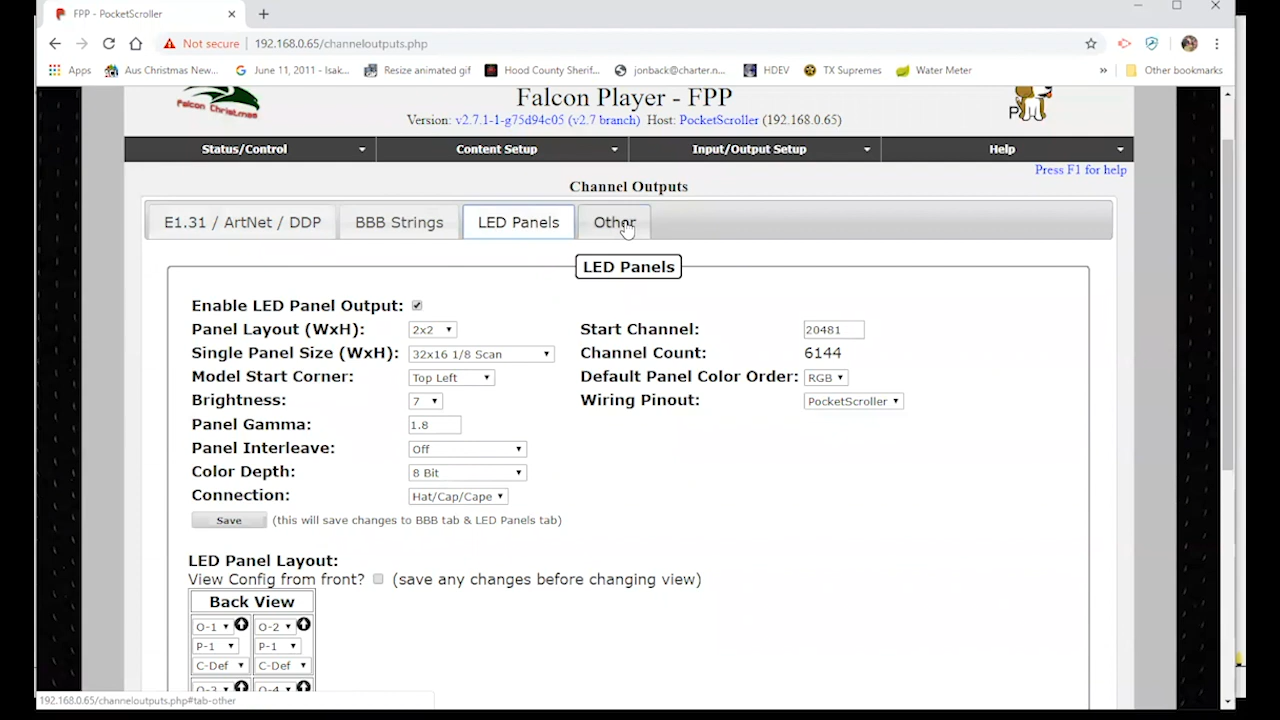 FPP - PocketScroller
Not secure 192.168.0.65/channeloutputs.php
Apps Aus Christmas New... June 11, 2011 - Isak... Resize animated gif Hood County Sherif... jonback@charter.n... HDEV TX Supremes Water Meter » Other bookmarks
Falcon Christmas
Falcon Player - FPP
P
Version: v2.7.1-1-g75d94c05 (v2.7 branch) Host: PocketScroller (192.168.0.65)
Status/Control Content Setup Input/Output Setup Help
Press F1 for help
Channel Outputs
E1.31 / ArtNet / DDP BBB Strings LED Panels Other
LED Panels
Enable LED Panel Output:
Panel Layout (WxH): 2x2 Start Channel: 20481
Single Panel Size (WxH): 32x16 1/8 Scan Channel Count: 6144
Model Start Corner: Top Left Default Panel Color Order: RGB
Brightness: 7 Wiring Pinout: PocketScroller
Panel Gamma: 1.8
Panel Interleave: Off
Color Depth: 8 Bit
Connection: Hat/Cap/Cape
Save (this will save changes to BBB tab & LED Panels tab)
LED Panel Layout:
View Config from front? (save any changes before changing view)
Back View
O-1 O-2
P-1 P-1
C-Def C-Def
O-3 O-4
192.168.0.65/channeloutputs.php#tab-other